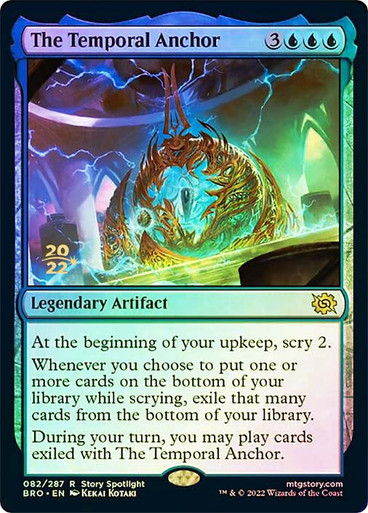 The Temporal Anchor 3
20
22
Legendary Artifact
At the beginning of your upkeep, scry 2.
Whenever you choose to put one or
more cards on the bottom of your
library while scrying, exile that many
cards from the bottom of your library.
During your turn, you may play cards
exiled with The Temporal Anchor.
082/287 R Story Spotlight
mtgstory.com
BRO • EN Kekai Kotaki
™ & © 2022 Wizards of the Coast